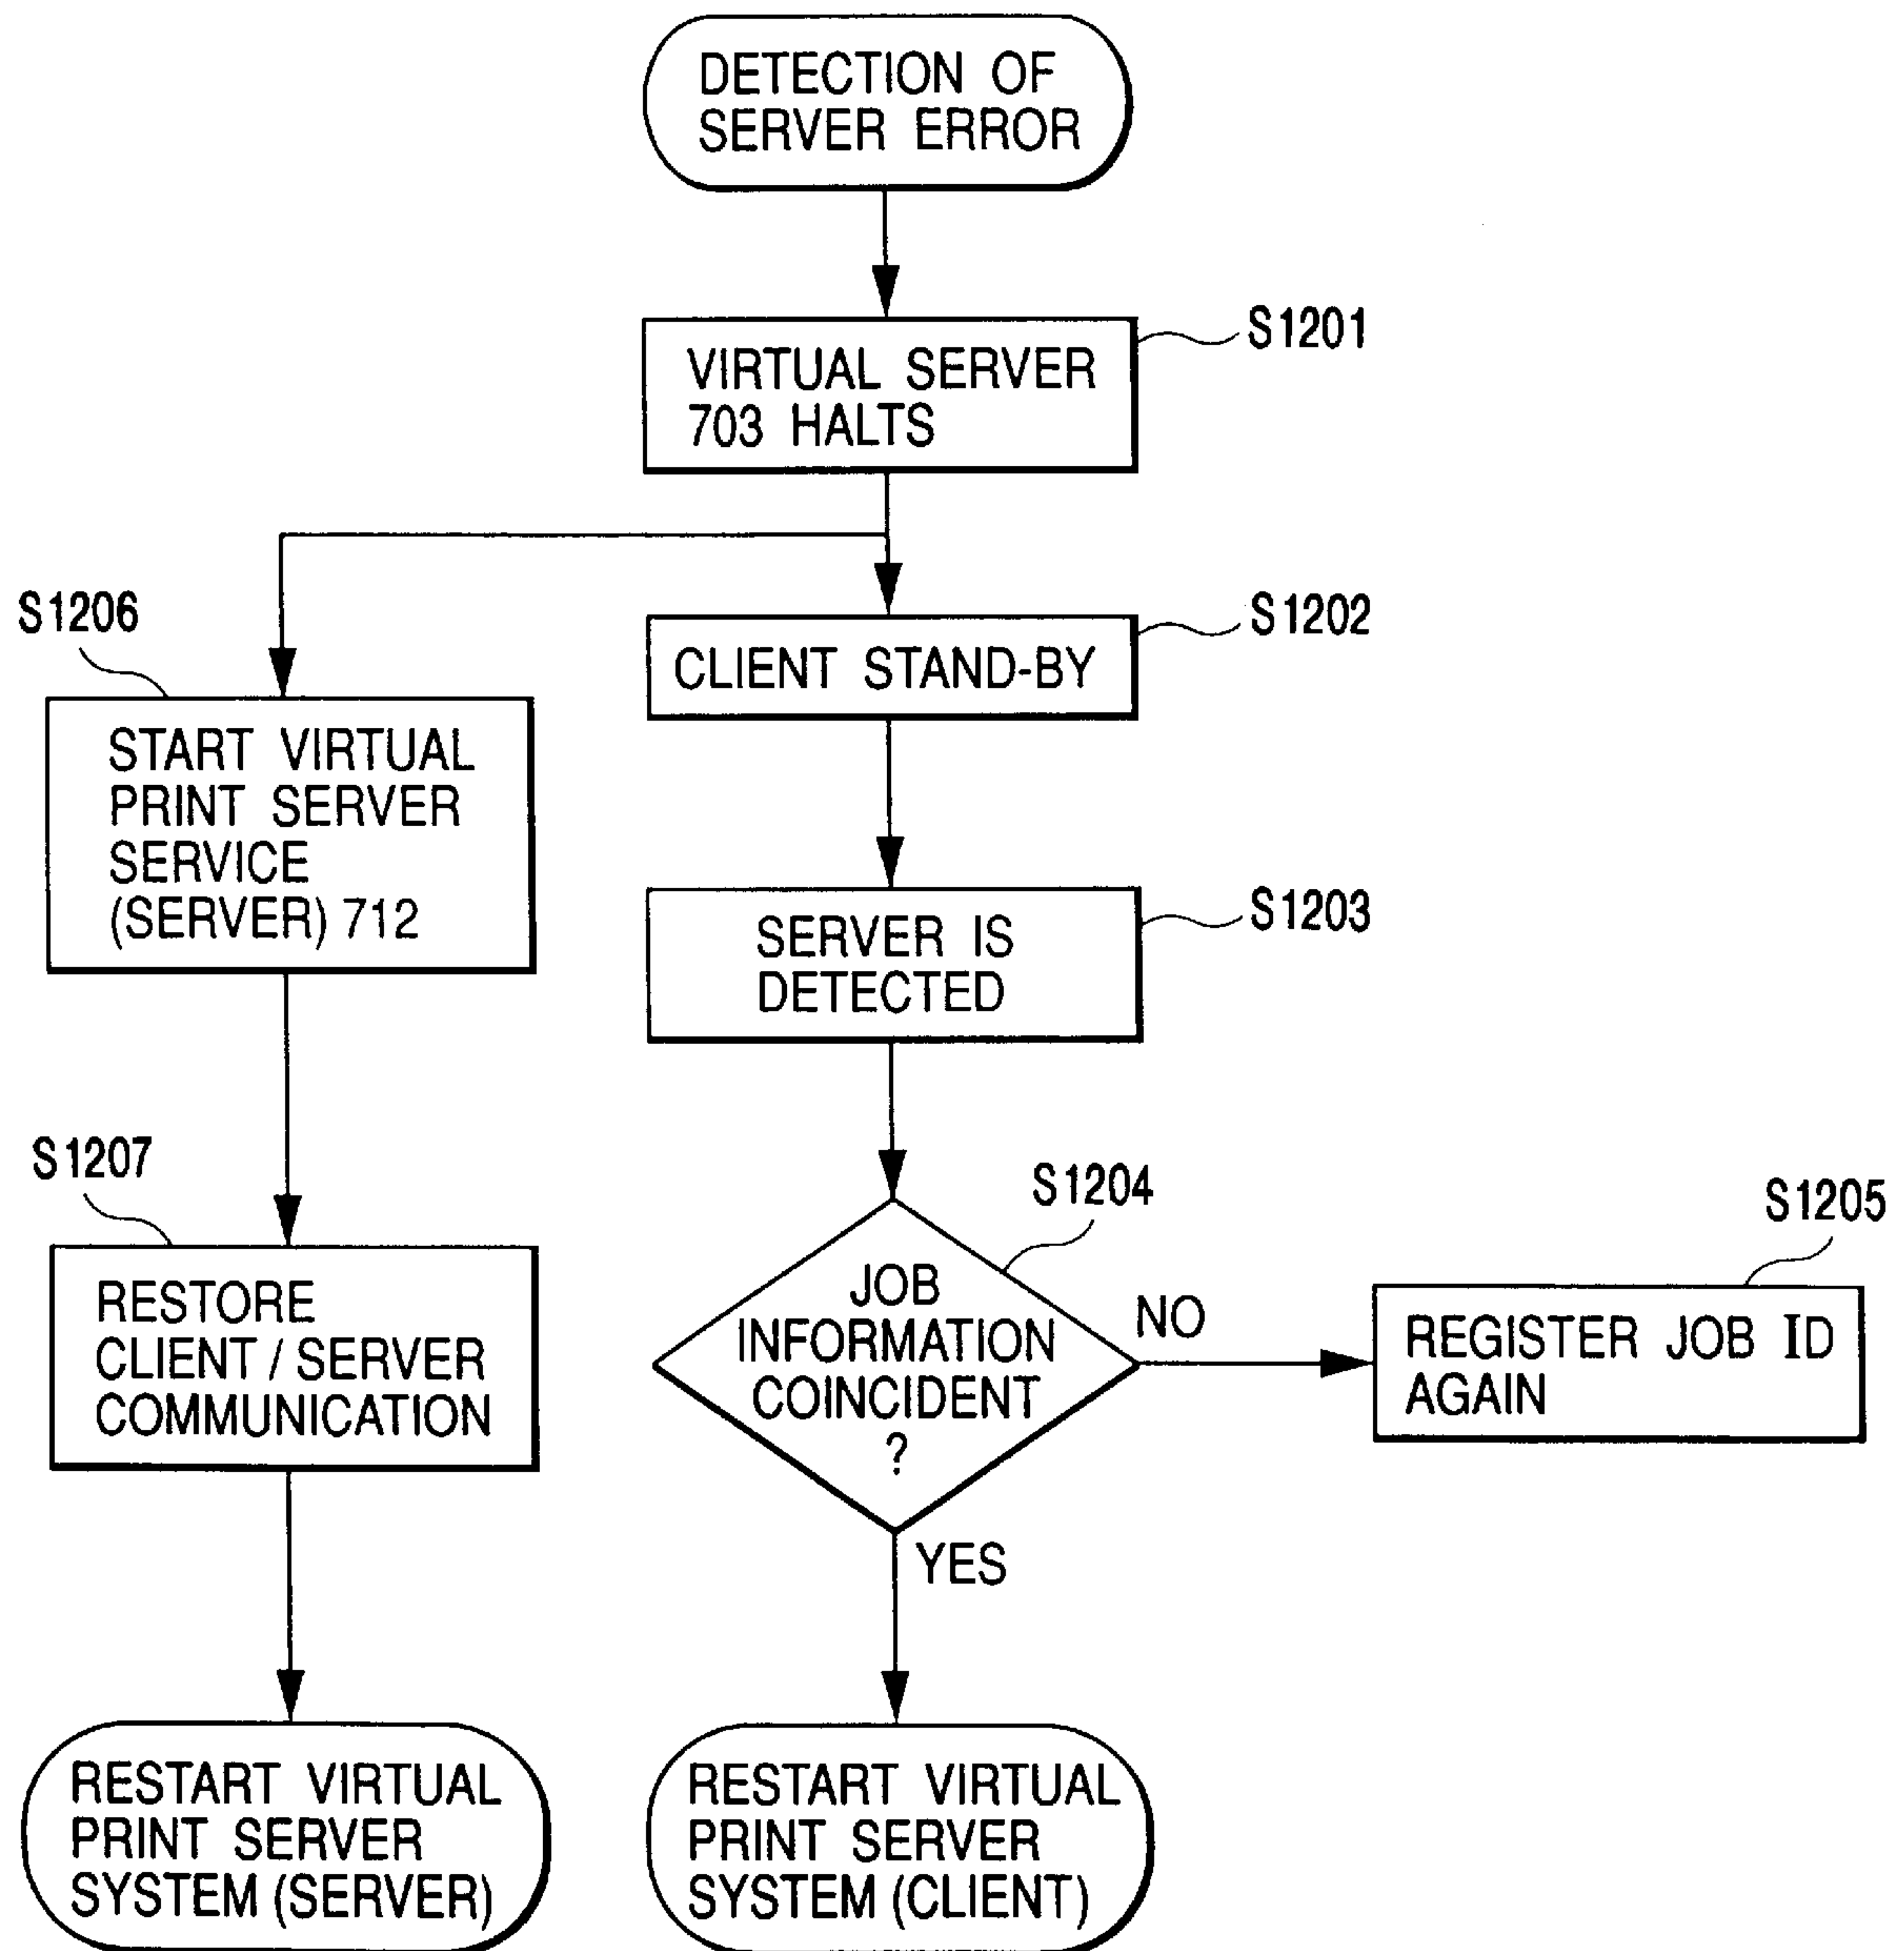 DETECTION OF
SERVER ERROR
S1201
VIRTUAL SERVER
703 HALTS
S1206
S1202
CLIENT STAND-BY
START VIRTUAL
PRINT SERVER
SERVICE
(SERVER) 712
S1203
SERVER IS
DETECTED
S1207
S1204
S1205
RESTORE
CLIENT / SERVER
COMMUNICATION
JOB
INFORMATION
COINCIDENT
?
NO
REGISTER JOB ID
AGAIN
YES
RESTART VIRTUAL
PRINT SERVER
SYSTEM (SERVER)
RESTART VIRTUAL
PRINT SERVER
SYSTEM (CLIENT)